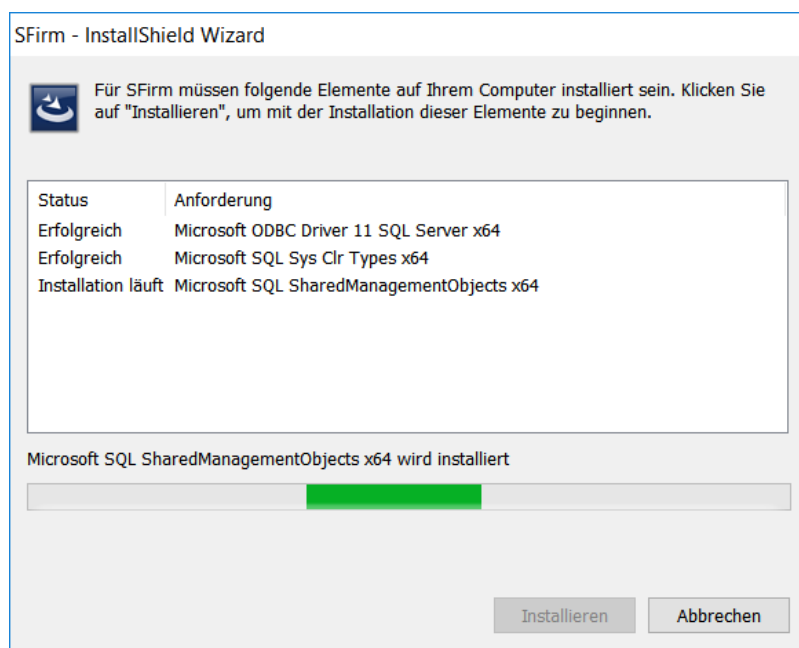 SFirm - InstallShield Wizard
Für SFirm müssen folgende Elemente auf Ihrem Computer installiert sein. Klicken Sie
auf "Installieren", um mit der Installation dieser Elemente zu beginnen.
Status Anforderung
Erfolgreich Microsoft ODBC Driver 11 SQL Server x64
Erfolgreich Microsoft SQL Sys Clr Types x64
Installation läuft Microsoft SQL SharedManagementObjects x64
Microsoft SQL SharedManagementObjects x64 wird installiert
Installieren Abbrechen